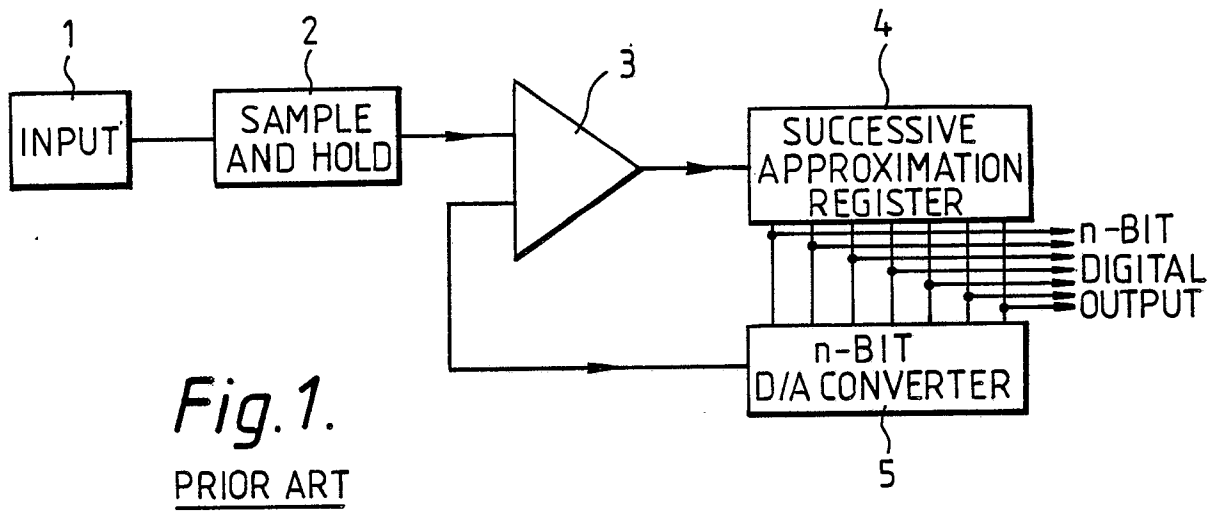 1
INPUT
2
SAMPLE
AND HOLD
3
4
SUCCESSIVE
APPROXIMATION
REGISTER
n-BIT
DIGITAL
OUTPUT
n-BIT
D/A CONVERTER
5
Fig.1.
PRIOR ART